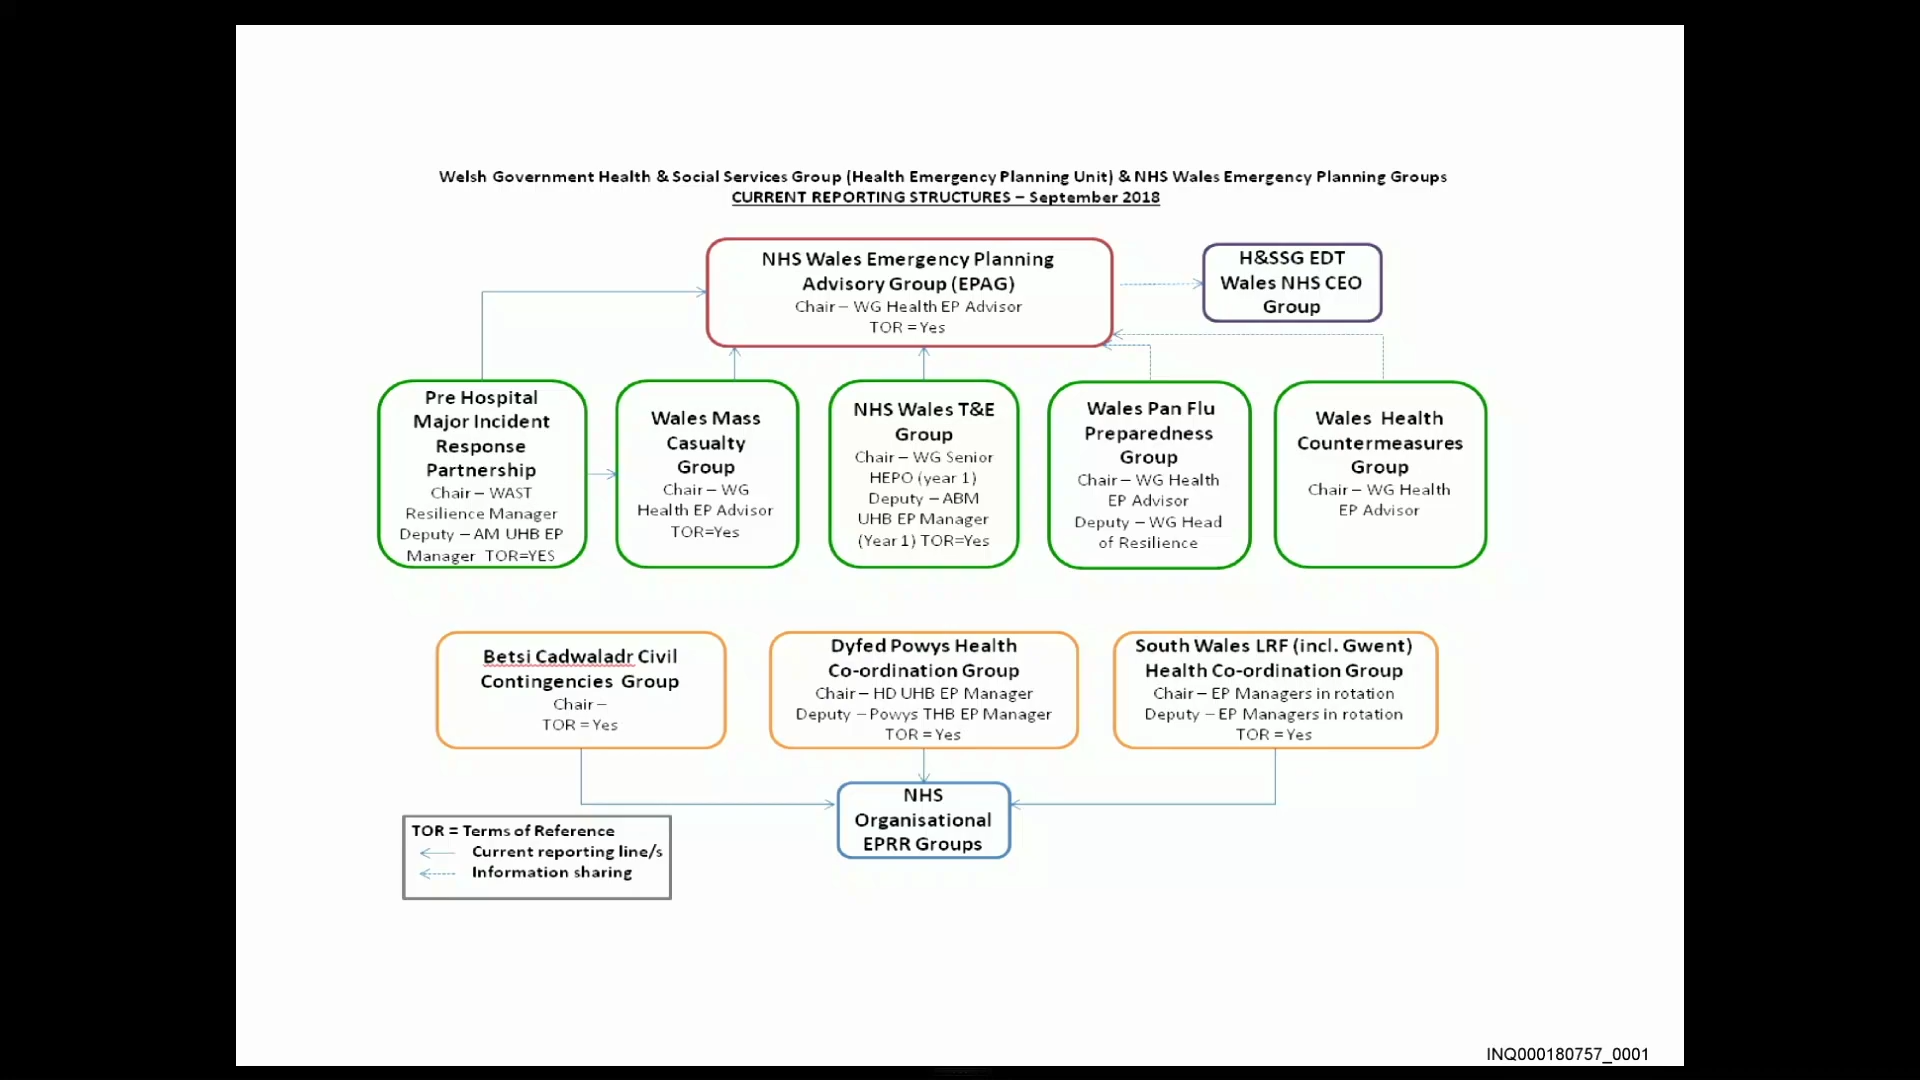 Welsh Government Health & Social Services Group (Health Emergency Planning Unit) & NHS Wales Emergency Planning Groups
CURRENT REPORTING STRUCTURES – September 2018
NHS Wales Emergency Planning
Advisory Group (EPAG)
Chair – WG Health EP Advisor
TOR = Yes
H&SSG EDT
Wales NHS CEO
Group
Pre Hospital
Major Incident
Response
Partnership
Chair – WAST
Resilience Manager
Deputy – AM UHB EP
Manager TOR=YES
Wales Mass
Casualty
Group
Chair – WG
Health EP Advisor
TOR=Yes
NHS Wales T&E
Group
Chair – WG Senior
HEPO (year 1)
Deputy – ABM
UHB EP Manager
(Year 1) TOR=Yes
Wales Pan Flu
Preparedness
Group
Chair – WG Health
EP Advisor
Deputy – WG Head
of Resilience
Wales Health
Countermeasures
Group
Chair – WG Health
EP Advisor
Betsi Cadwaladr Civil
Contingencies Group
Chair –
TOR = Yes
Dyfed Powys Health
Co-ordination Group
Chair – HD UHB EP Manager
Deputy – Powys THB EP Manager
TOR = Yes
South Wales LRF (incl. Gwent)
Health Co-ordination Group
Chair – EP Managers in rotation
Deputy – EP Managers in rotation
TOR = Yes
NHS
Organisational
EPRR Groups
TOR = Terms of Reference
Current reporting line/s
Information sharing
INQ000180757_0001